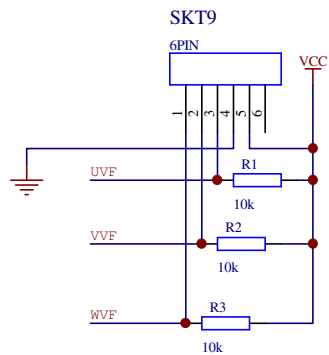 SKT9
6PIN
VCC
1 2 3 4 5 6
UVF
R1
10k
VVF
R2
10k
WVF
R3
10k